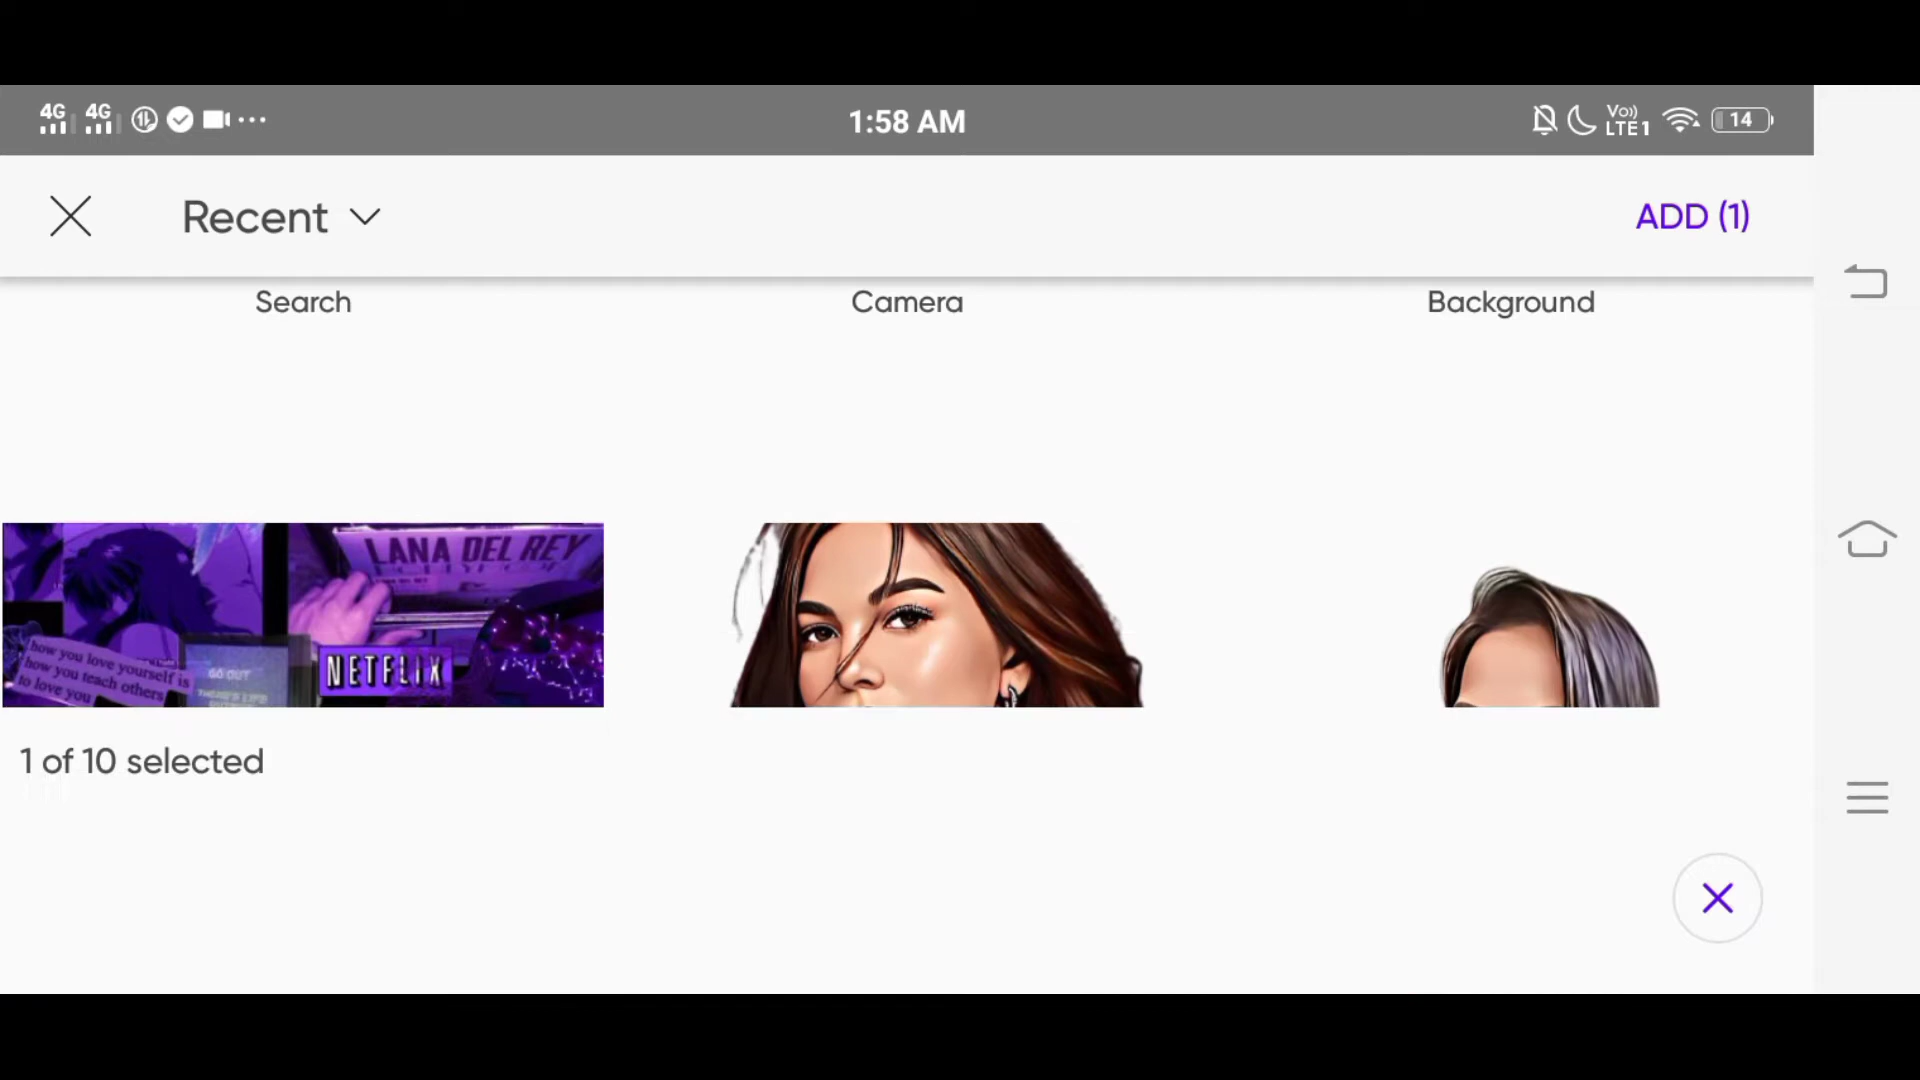 4G 4G 1:58 AM Vo)) LTE1 14
Recent ADD (1)
Search Camera Background
LANA DEL REY
how you love yourself is
how you teach others
to love you
GO OUT
NETFLIX
1 of 10 selected